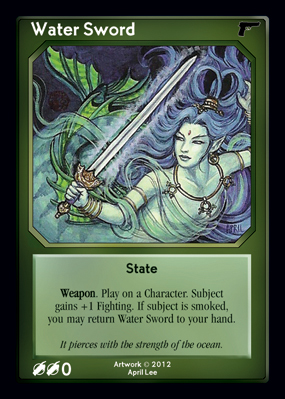 Water Sword
APRIL
State
Weapon. Play on a Character. Subject
gains +1 Fighting. If subject is smoked,
you may return Water Sword to your hand.
It pierces with the strength of the ocean.
0
Artwork © 2012
April Lee